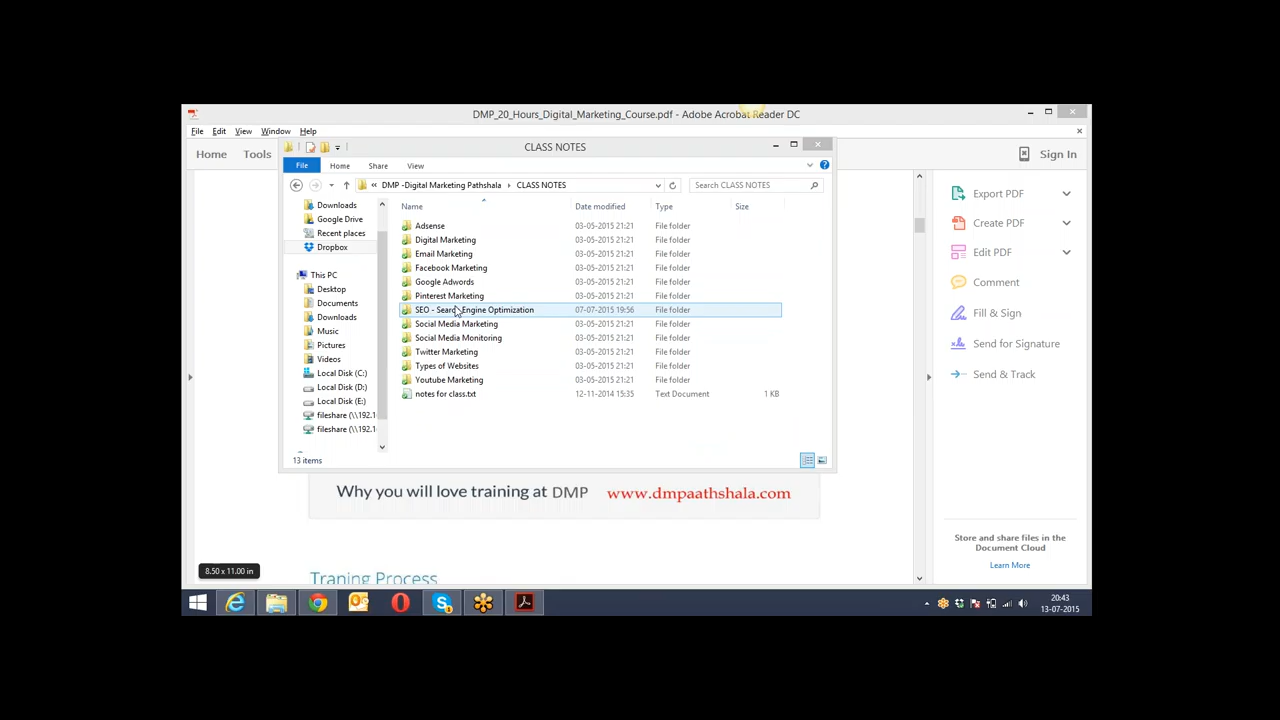 DMP_20_Hours_Digital_Marketing_Course.pdf - Adobe Acrobat Reader DC
File Edit View Window Help
Home Tools
Sign In
CLASS NOTES
File Home Share View
« DMP -Digital Marketing Pathshala › CLASS NOTES
Search CLASS NOTES
Name Date modified Type Size
Downloads
Google Drive
Recent places
Dropbox
This PC
Desktop
Documents
Downloads
Music
Pictures
Videos
Local Disk (C:)
Local Disk (D:)
Local Disk (E:)
fileshare (\\192.1
fileshare (\\192.1
Adsense 03-05-2015 21:21 File folder
Digital Marketing 03-05-2015 21:21 File folder
Email Marketing 03-05-2015 21:21 File folder
Facebook Marketing 03-05-2015 21:21 File folder
Google Adwords 03-05-2015 21:21 File folder
Pinterest Marketing 03-05-2015 21:21 File folder
SEO - Search Engine Optimization 07-07-2015 19:56 File folder
Social Media Marketing 03-05-2015 21:21 File folder
Social Media Monitoring 03-05-2015 21:21 File folder
Twitter Marketing 03-05-2015 21:21 File folder
Types of Websites 03-05-2015 21:21 File folder
Youtube Marketing 03-05-2015 21:21 File folder
notes for class.txt 12-11-2014 15:35 Text Document 1 KB
13 items
Export PDF
Create PDF
Edit PDF
Comment
Fill & Sign
Send for Signature
Send & Track
Store and share files in the
Document Cloud
Learn More
Why you will love training at DMP www.dmpaathshala.com
Traning Process
8.50 x 11.00 in
20:43
13-07-2015